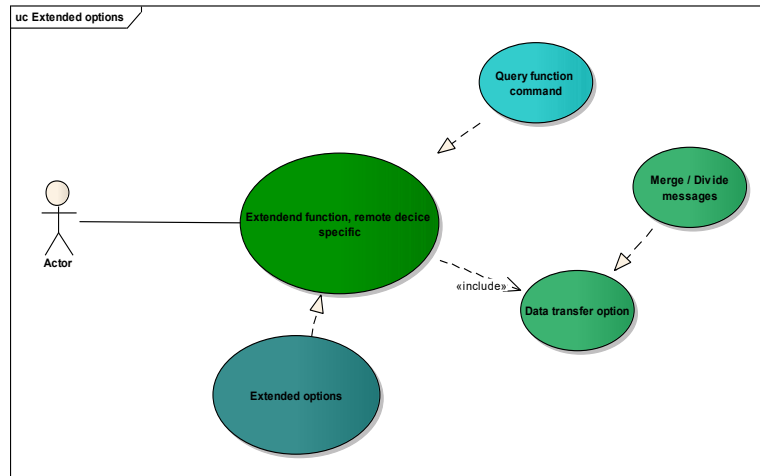 uc Extended options
Query function
command
Merge / Divide
messages
Extendend function, remote decice
specific
Actor
«include»
Data transfer option
Extended options